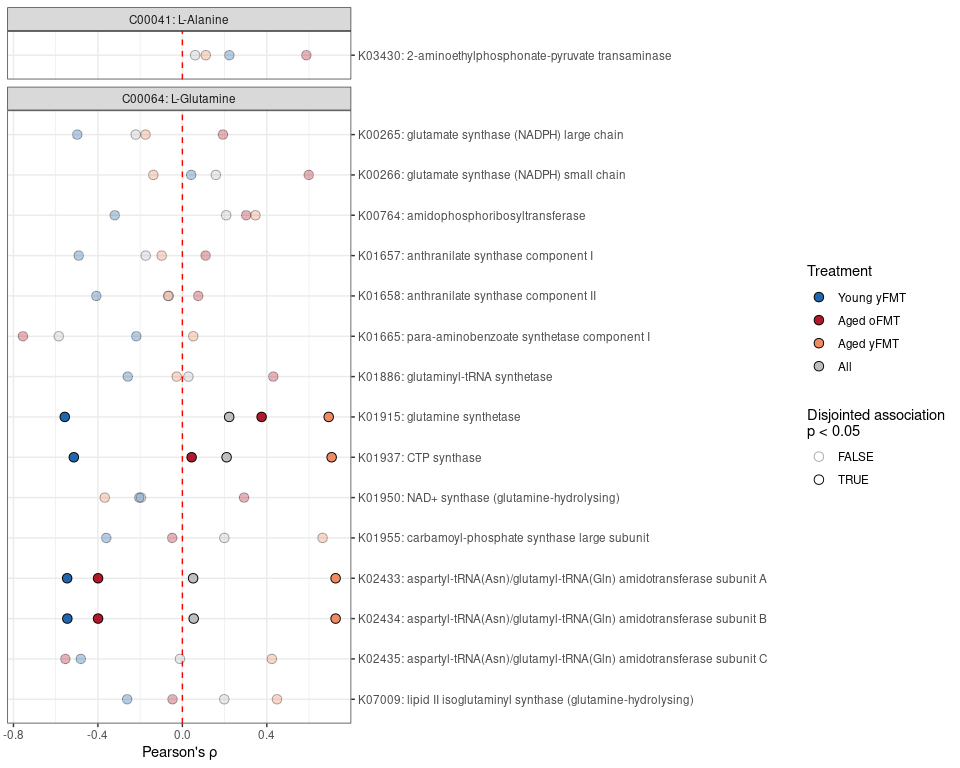 C00041: L-Alanine
K03430: 2-aminoethylphosphonate-pyruvate transaminase
C00064: L-Glutamine
K00265: glutamate synthase (NADPH) large chain
K00266: glutamate synthase (NADPH) small chain
K00764: amidophosphoribosyltransferase
K01657: anthranilate synthase component I
K01658: anthranilate synthase component II
K01665: para-aminobenzoate synthetase component I
K01886: glutaminyl-tRNA synthetase
K01915: glutamine synthetase
K01937: CTP synthase
K01950: NAD+ synthase (glutamine-hydrolysing)
K01955: carbamoyl-phosphate synthase large subunit
K02433: aspartyl-tRNA(Asn)/glutamyl-tRNA(Gln) amidotransferase subunit A
K02434: aspartyl-tRNA(Asn)/glutamyl-tRNA(Gln) amidotransferase subunit B
K02435: aspartyl-tRNA(Asn)/glutamyl-tRNA(Gln) amidotransferase subunit C
K07009: lipid II isoglutaminyl synthase (glutamine-hydrolysing)
-0.8 -0.4 0.0 0.4
Pearson's ρ
Treatment
Young yFMT
Aged oFMT
Aged yFMT
All
Disjointed association
p < 0.05
FALSE
TRUE